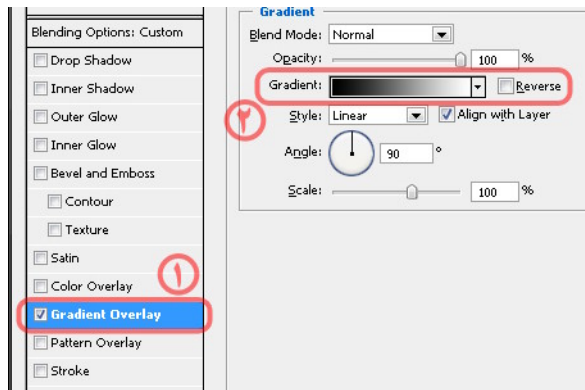 Blending Options: Custom
Drop Shadow
Inner Shadow
Outer Glow
Inner Glow
Bevel and Emboss
Contour
Texture
Satin
Color Overlay
۱
Gradient Overlay
Pattern Overlay
Stroke
Gradient
Blend Mode: Normal
Opacity: 100 %
Gradient: Reverse
۲
Style: Linear Align with Layer
Angle: 90 °
Scale: 100 %